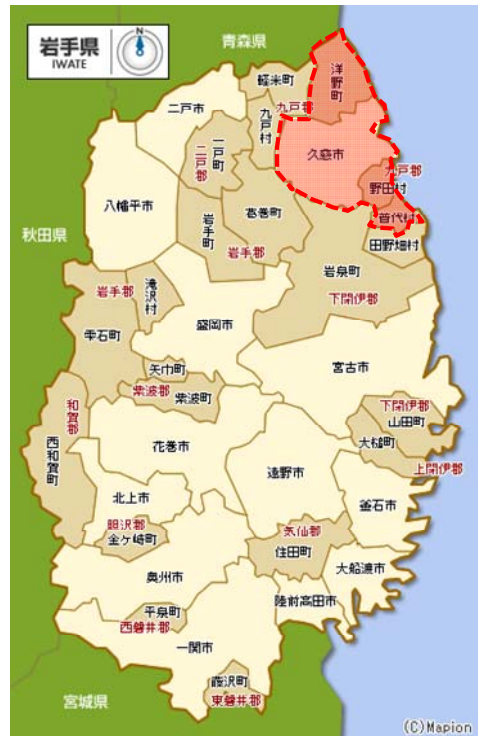 岩手県
IWATE
青森県
洋野町
軽米町
九戸郡
二戸市
九戸村
一戸町
二戸郡
久慈市
九戸郡
野田村
八幡平市
葛巻町
普代村
岩手町
秋田県
田野畑村
岩手郡
岩泉町
岩手郡
滝沢村
下閉伊郡
盛岡市
雫石町
宮古市
矢巾町
紫波郡
紫波町
下閉伊郡
和賀郡
山田町
西和賀町
花巻市
大槌町
上閉伊郡
遠野市
北上市
釜石市
胆沢郡
気仙郡
金ヶ崎町
住田町
大船渡市
奥州市
陸前高田市
平泉町
西磐井郡
一関市
藤沢町
宮城県
東磐井郡
(C)Mapion